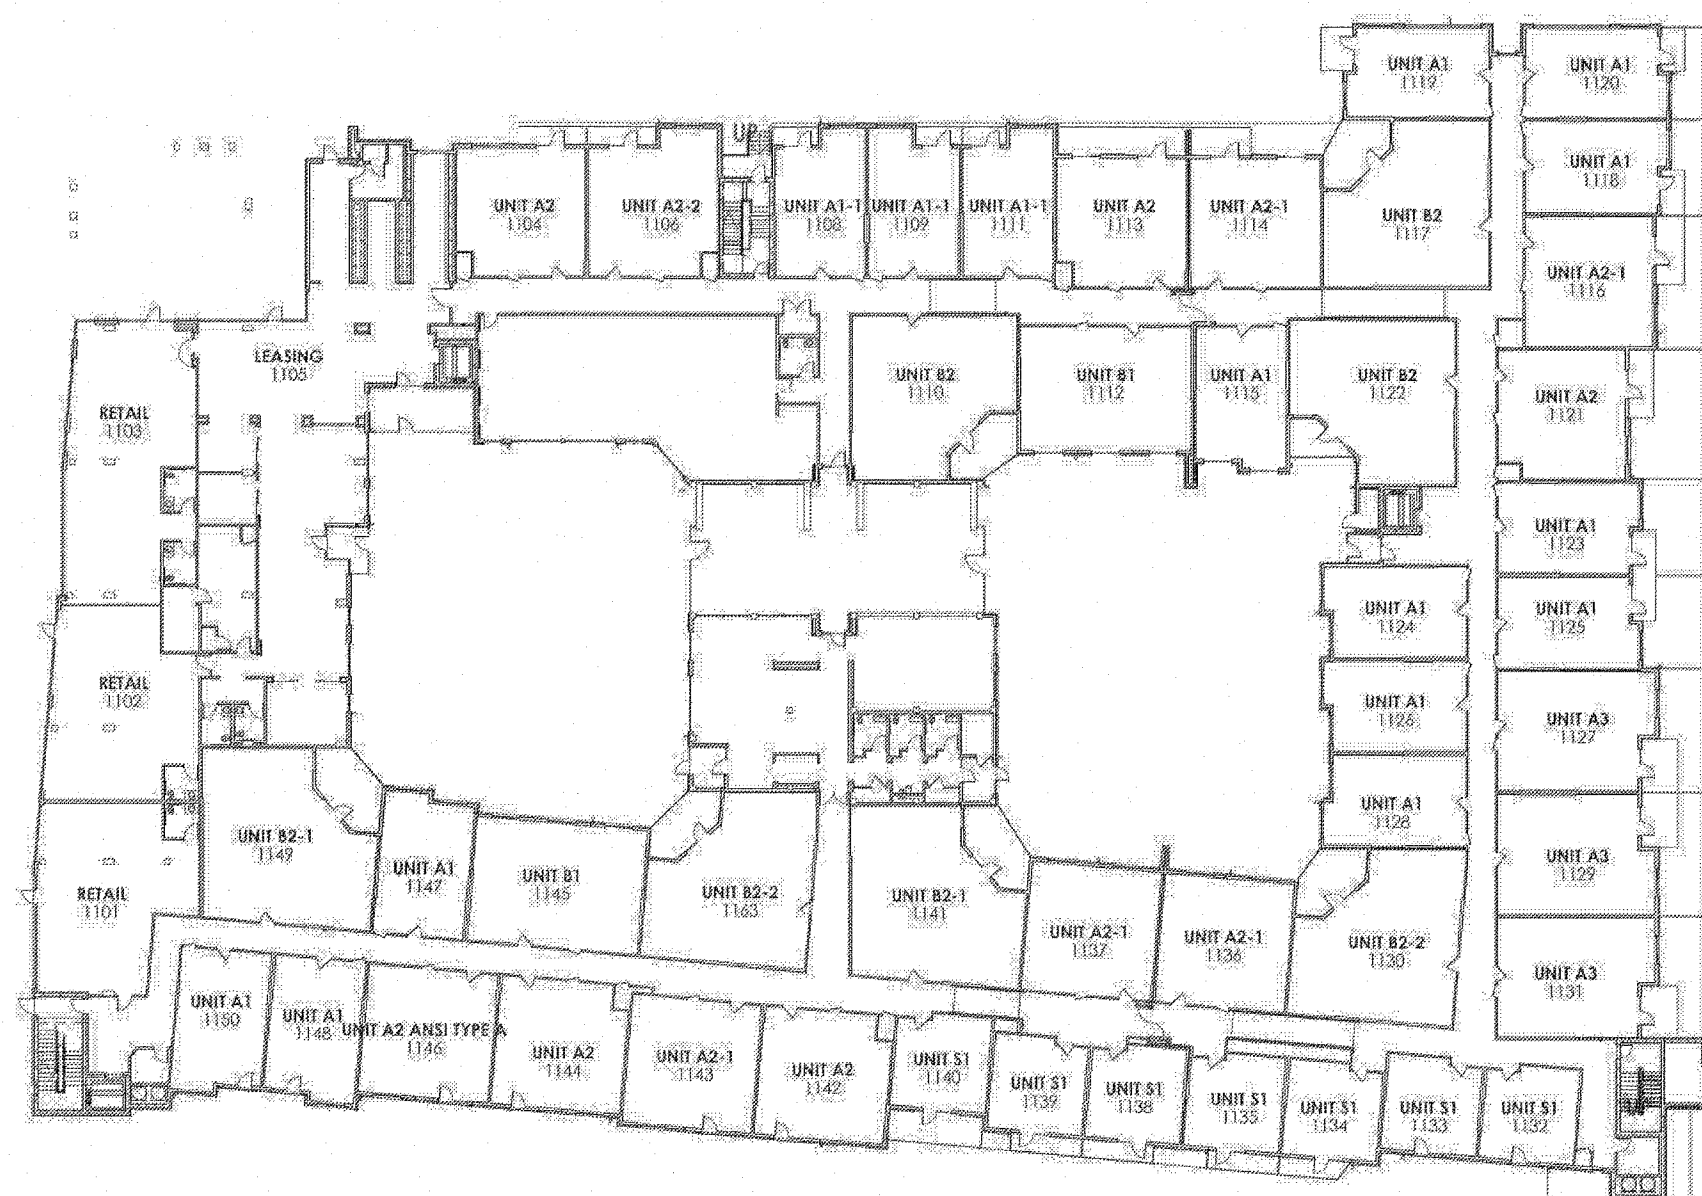 UNIT A1
1119
UNIT A1
1120
UP
UNIT A1
1118
UNIT A2
1104
UNIT A2-2
1106
UNIT A1-1
1108
UNIT A1-1
1109
UNIT A1-1
1111
UNIT A2
1113
UNIT A2-1
1114
UNIT B2
1117
UNIT A2-1
1116
LEASING
1105
UNIT B2
1110
UNIT B1
1112
UNIT A1
1115
UNIT B2
1122
UNIT A2
1121
RETAIL
1103
UNIT A1
1123
UNIT A1
1124
UNIT A1
1125
RETAIL
1102
UNIT A1
1126
UNIT A3
1127
UNIT A1
1128
UNIT B2-1
1149
UNIT A1
1147
UNIT B1
1145
UNIT B2-2
1163
UNIT B2-1
1141
UNIT A3
1129
RETAIL
1101
UNIT A2-1
1137
UNIT A2-1
1136
UNIT B2-2
1130
UNIT A3
1131
UNIT A1
1150
UNIT A1
1148
UNIT A2 ANSI TYPE A
1146
UNIT A2
1144
UNIT A2-1
1143
UNIT A2
1142
UNIT S1
1140
UNIT S1
1139
UNIT S1
1138
UNIT S1
1135
UNIT S1
1134
UNIT S1
1133
UNIT S1
1132